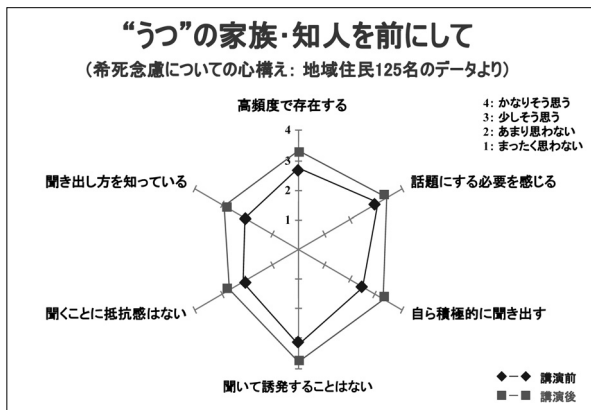 “うつ”の家族・知人を前にして
(希死念慮についての心構え: 地域住民125名のデータより)
高頻度で存在する
4: かなりそう思う
3: 少しそう思う
2: あまり思わない
1: まったく思わない
4
3
2
1
聞き出し方を知っている
話題にする必要を感じる
聞くことに抵抗感はない
自ら積極的に聞き出す
聞いて誘発することはない
講演前
講演後